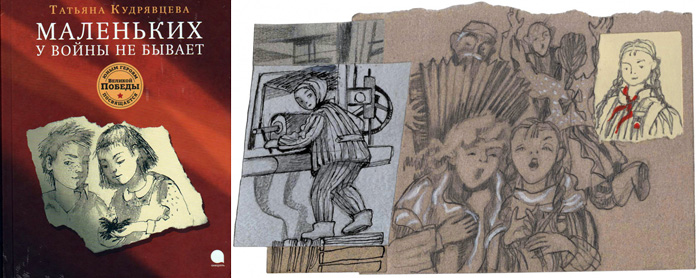 Татьяна Кудрявцева
МАЛЕНЬКИХ
У ВОЙНЫ НЕ БЫВАЕТ
ЮНЫМ ГЕРОЯМ
Великой
ПОБЕДЫ
ПОСВЯЩАЕТСЯ